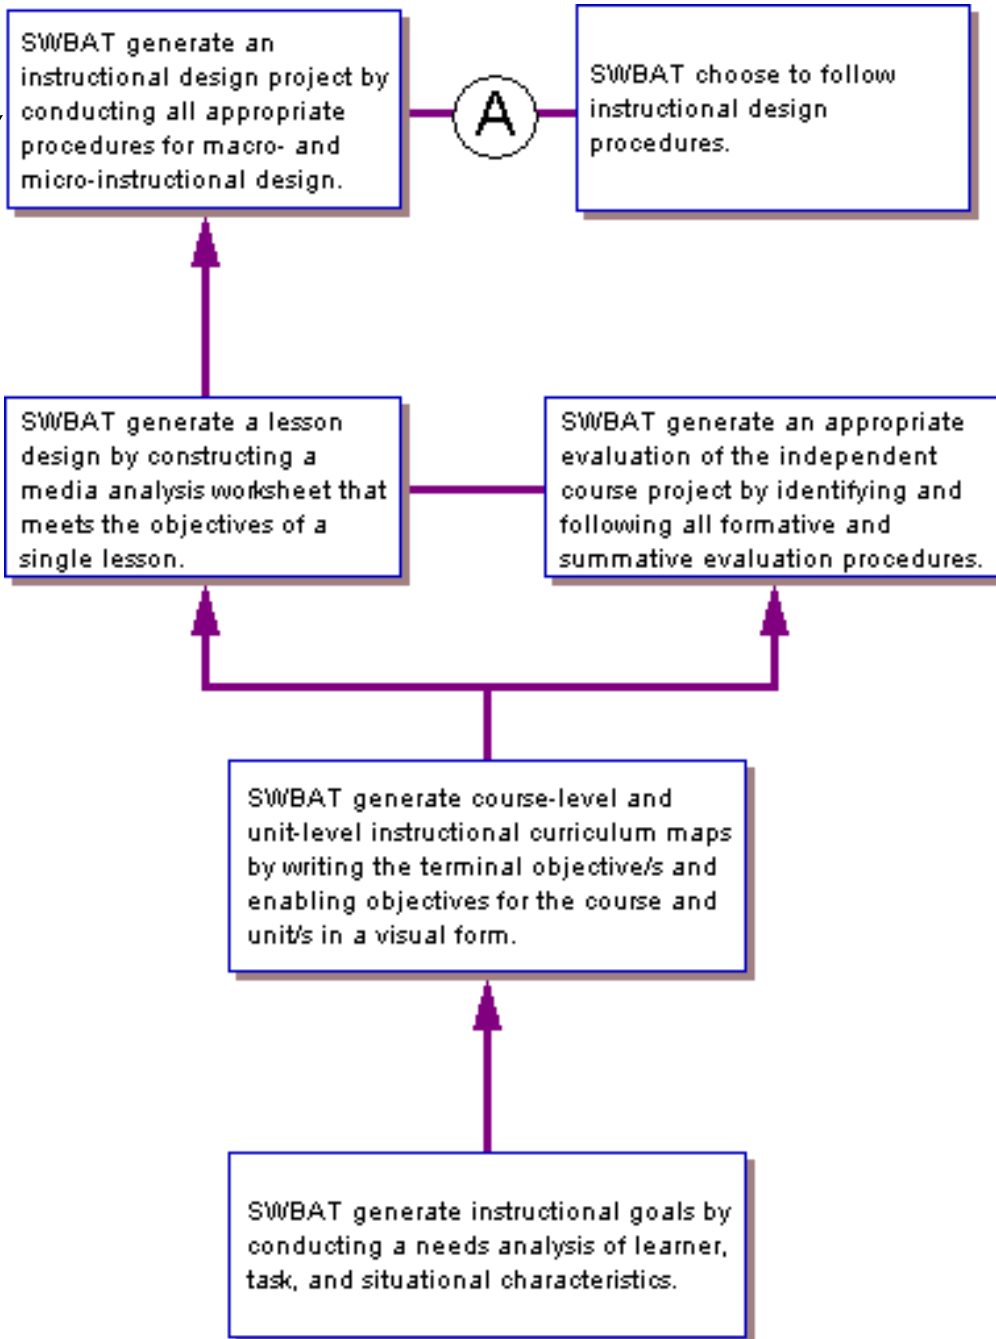 SWBAT generate an
instructional design project by
conducting all appropriate
procedures for macro- and
micro-instructional design.
A
SWBAT choose to follow
instructional design
procedures.
SWBAT generate a lesson
design by constructing a
media analysis worksheet that
meets the objectives of a
single lesson.
SWBAT generate an appropriate
evaluation of the independent
course project by identifying and
following all formative and
summative evaluation procedures.
SWBAT generate course-level and
unit-level instructional curriculum maps
by writing the terminal objective/s and
enabling objectives for the course and
unit/s in a visual form.
SWBAT generate instructional goals by
conducting a needs analysis of learner,
task, and situational characteristics.